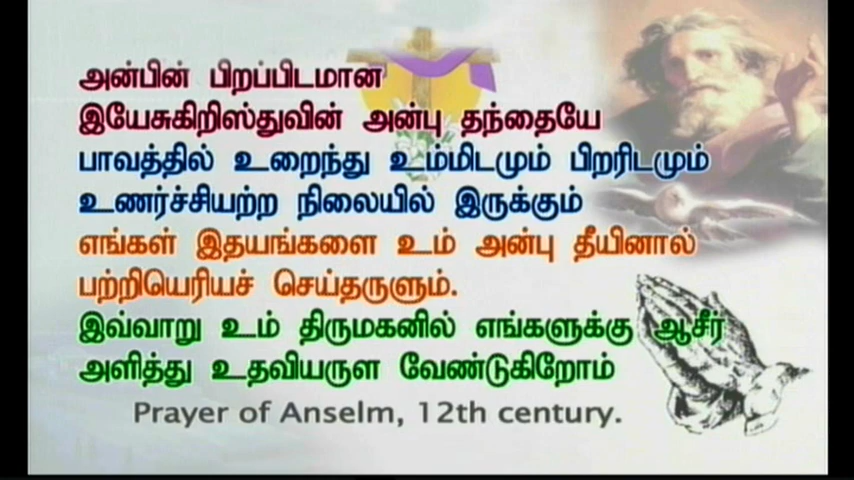 அன்பின் பிறப்பிடமான
இயேசுகிறிஸ்துவின் அன்பு தந்தையே
பாவத்தில் உறைந்து உம்மிடமும் பிறரிடமும்
உணர்ச்சியற்ற நிலையில் இருக்கும்
எங்கள் இதயங்களை உம் அன்பு தீயினால்
பற்றியெரியச் செய்தருளும்.
இவ்வாறு உம் திருமகனில் எங்களுக்கு ஆசீர்
அளித்து உதவியருள வேண்டுகிறோம்
Prayer of Anselm, 12th century.